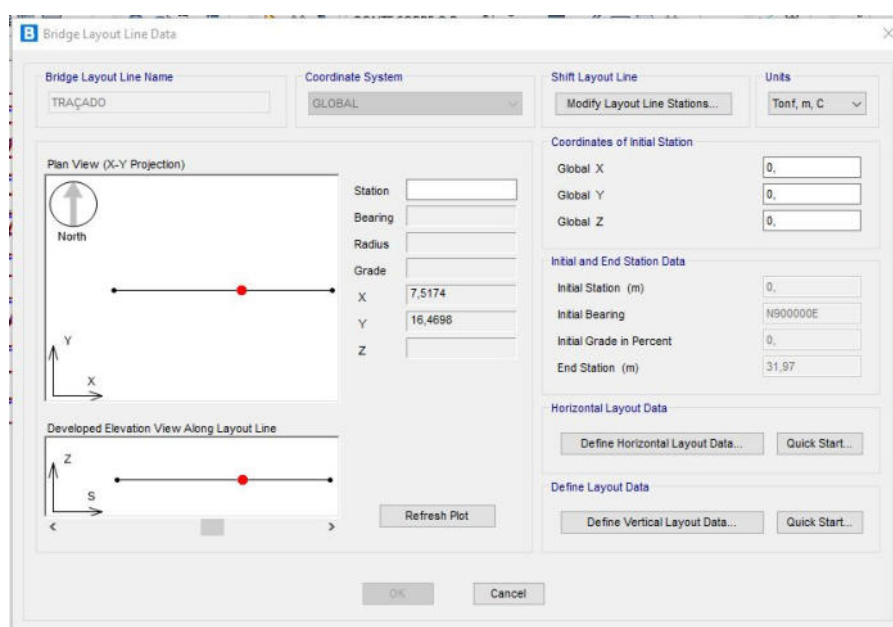 Bridge Layout Line Data
Bridge Layout Line Name
TRAÇADO
Coordinate System
GLOBAL
Shift Layout Line
Modify Layout Line Stations...
Units
Tonf, m, C
Plan View (X-Y Projection)
North
Y
X
Station
Bearing
Radius
Grade
X 7,5174
Y 16,4698
Z
Coordinates of Initial Station
Global X 0,
Global Y 0,
Global Z 0,
Initial and End Station Data
Initial Station (m) 0,
Initial Bearing N900000E
Initial Grade in Percent 0,
End Station (m) 31,97
Developed Elevation View Along Layout Line
Z
S
Refresh Plot
Horizontal Layout Data
Define Horizontal Layout Data... Quick Start...
Define Layout Data
Define Vertical Layout Data... Quick Start...
OK Cancel